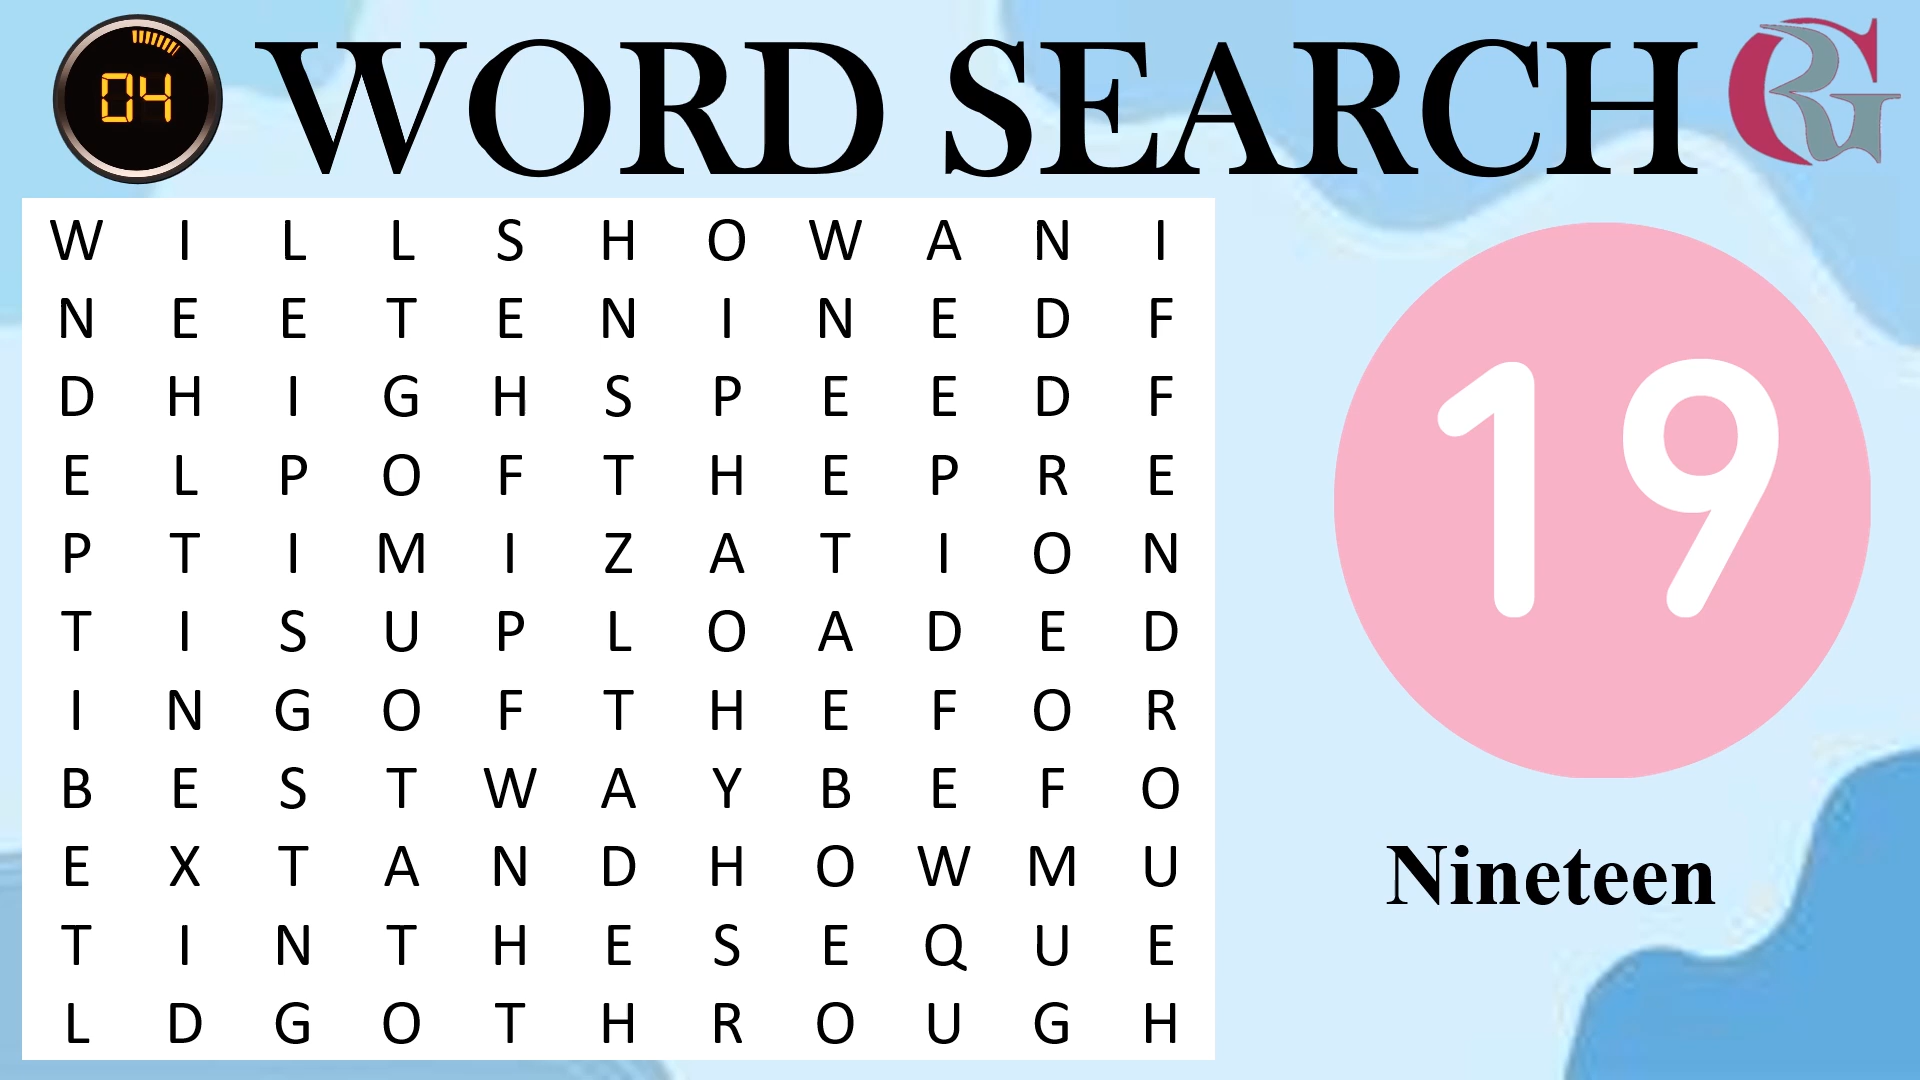 04
WORD SEARCH
W I L L S H O W A N I
N E E T E N I N E D F
D H I G H S P E E D F
E L P O F T H E P R E
P T I M I Z A T I O N
T I S U P L O A D E D
I N G O F T H E F O R
B E S T W A Y B E F O
E X T A N D H O W M U
T I N T H E S E Q U E
L D G O T H R O U G H
19
Nineteen